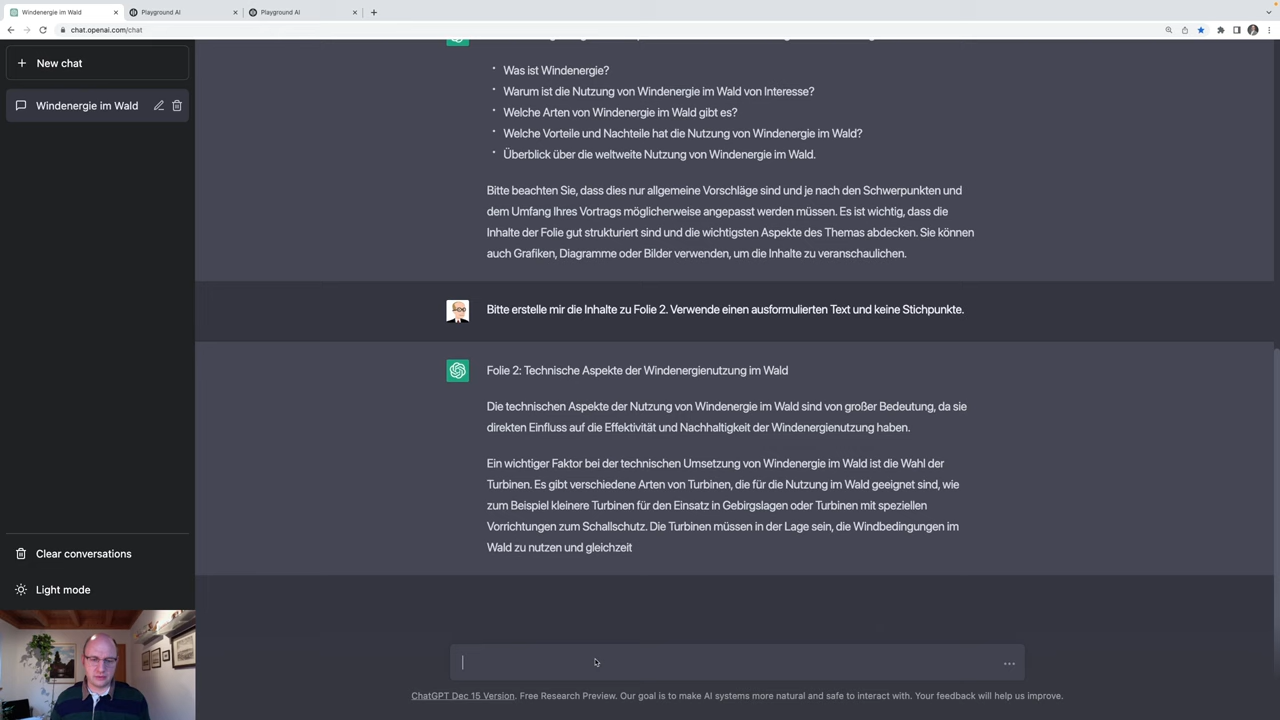 Windenergie im Wald
Playground AI
Playground AI
chat.openai.com/chat
New chat
Windenergie im Wald
Clear conversations
Light mode
Was ist Windenergie?
Warum ist die Nutzung von Windenergie im Wald von Interesse?
Welche Arten von Windenergie im Wald gibt es?
Welche Vorteile und Nachteile hat die Nutzung von Windenergie im Wald?
Überblick über die weltweite Nutzung von Windenergie im Wald.
Bitte beachten Sie, dass dies nur allgemeine Vorschläge sind und je nach den Schwerpunkten und
dem Umfang Ihres Vortrags möglicherweise angepasst werden müssen. Es ist wichtig, dass die
Inhalte der Folie gut strukturiert sind und die wichtigsten Aspekte des Themas abdecken. Sie können
auch Grafiken, Diagramme oder Bilder verwenden, um die Inhalte zu veranschaulichen.
Bitte erstelle mir die Inhalte zu Folie 2. Verwende einen ausformulierten Text und keine Stichpunkte.
Folie 2: Technische Aspekte der Windenergienutzung im Wald
Die technischen Aspekte der Nutzung von Windenergie im Wald sind von großer Bedeutung, da sie
direkten Einfluss auf die Effektivität und Nachhaltigkeit der Windenergienutzung haben.
Ein wichtiger Faktor bei der technischen Umsetzung von Windenergie im Wald ist die Wahl der
Turbinen. Es gibt verschiedene Arten von Turbinen, die für die Nutzung im Wald geeignet sind, wie
zum Beispiel kleinere Turbinen für den Einsatz in Gebirgslagen oder Turbinen mit speziellen
Vorrichtungen zum Schallschutz. Die Turbinen müssen in der Lage sein, die Windbedingungen im
Wald zu nutzen und gleichzeit
ChatGPT Dec 15 Version. Free Research Preview. Our goal is to make AI systems more natural and safe to interact with. Your feedback will help us improve.